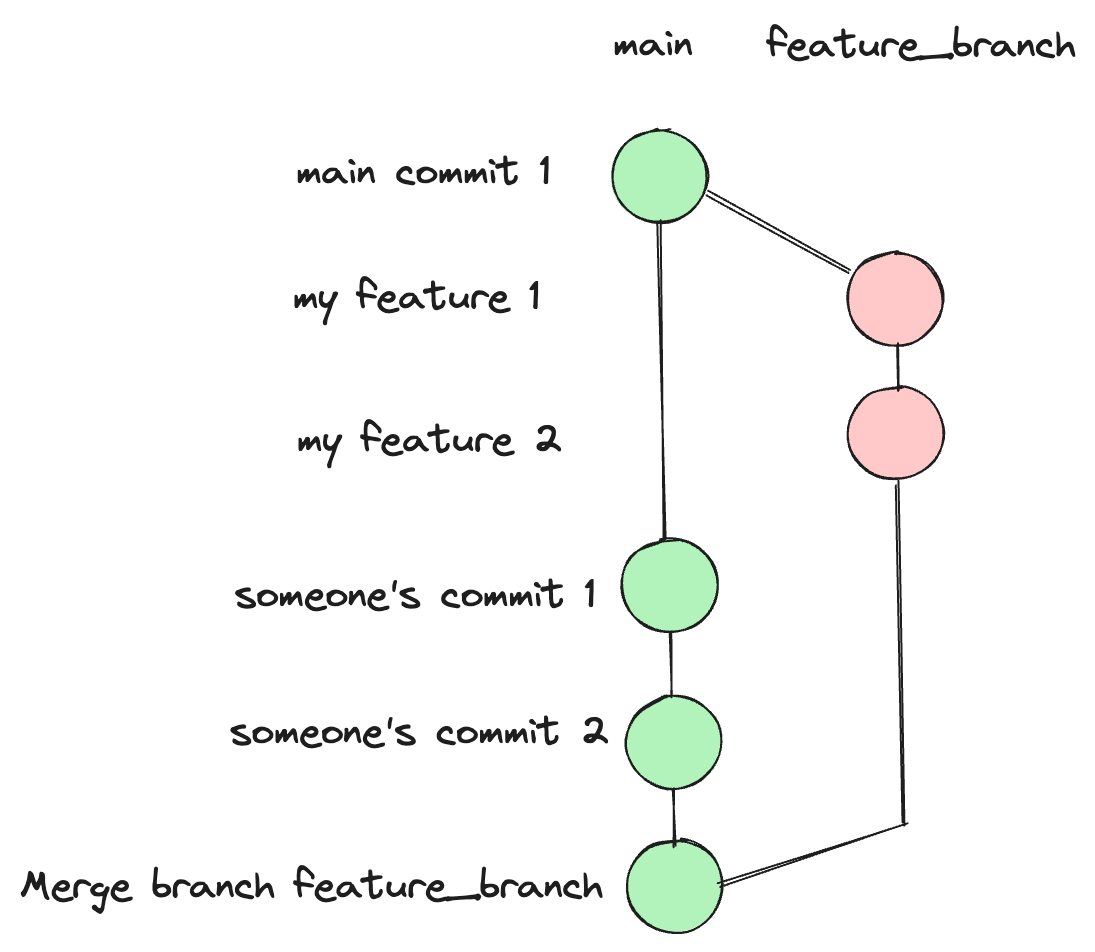 main feature_branch
main commit 1
my feature 1
my feature 2
someone's commit 1
someone's commit 2
Merge branch feature_branch